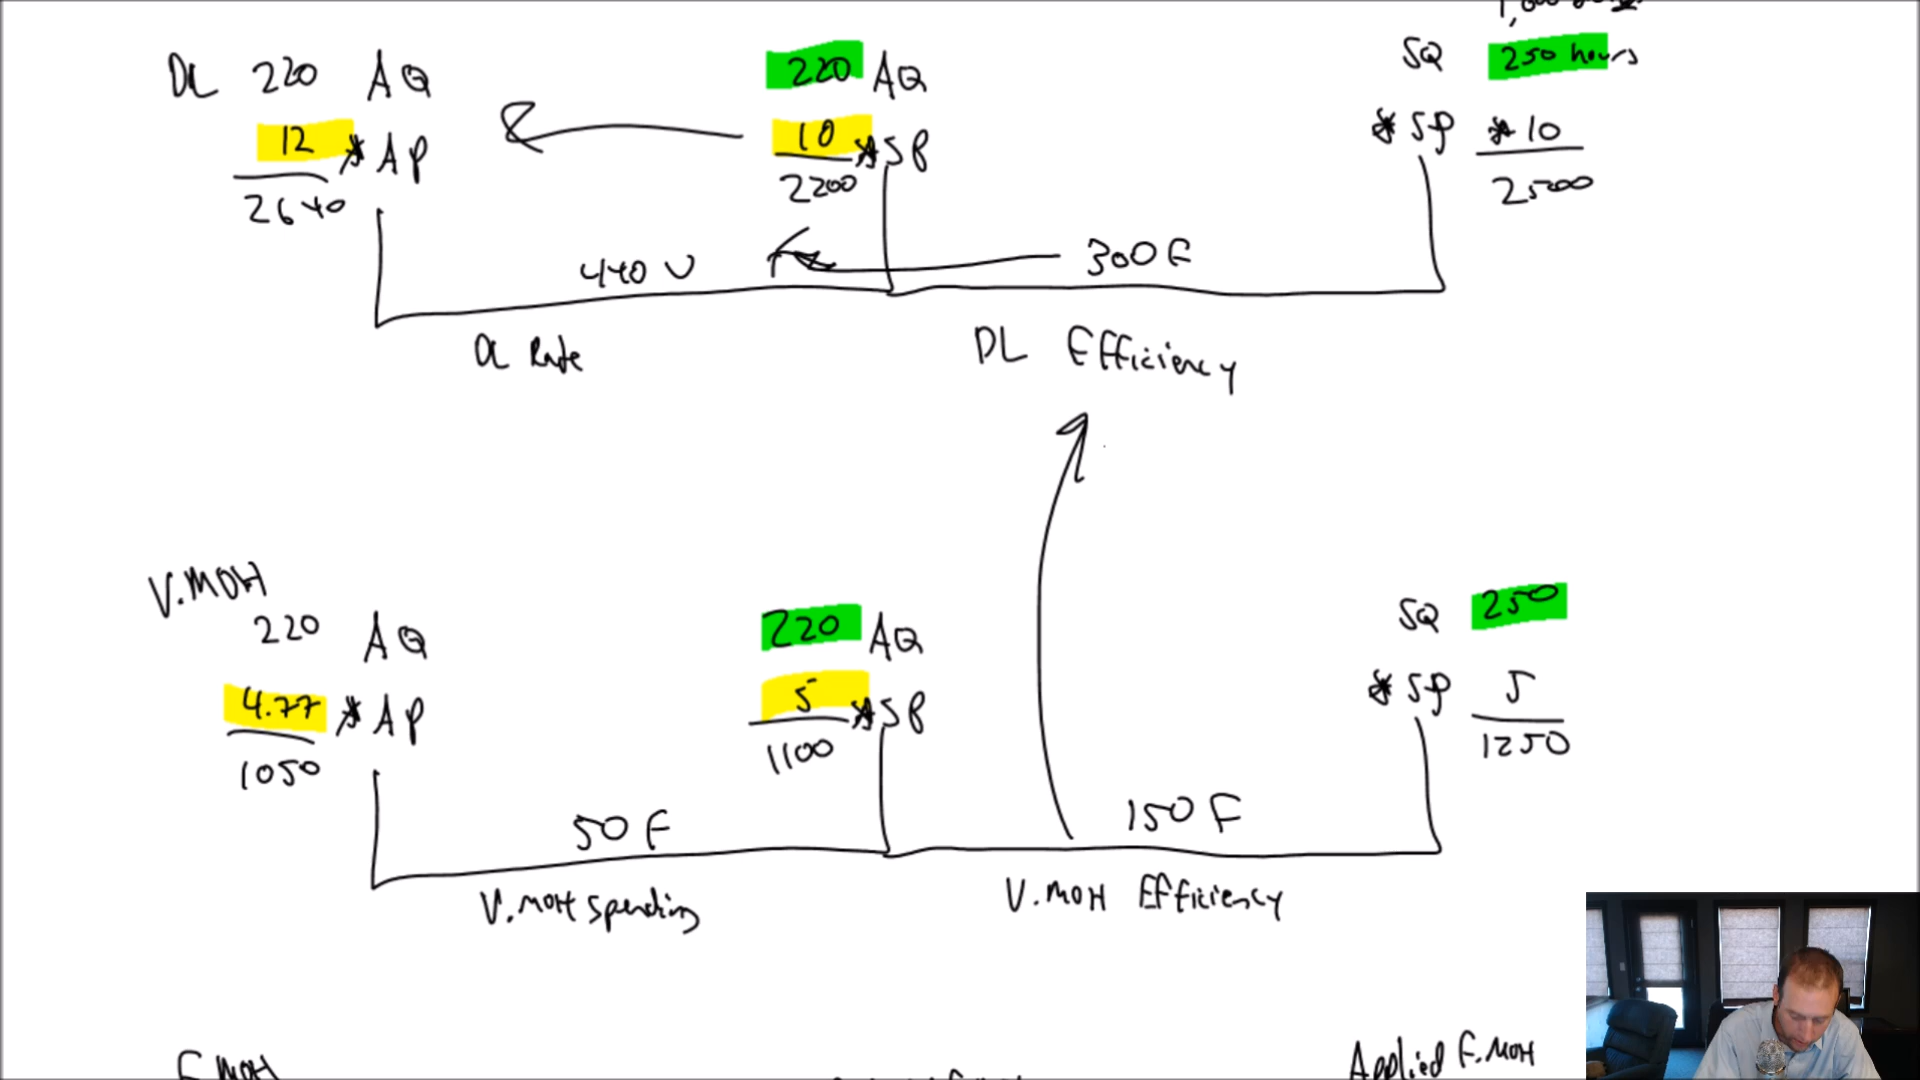 DL 220 AQ 220 AQ SQ 250 hours
12 * AP 10 * SP * SP * 10
2640 2200 2500
440 U 300 F
DL Rate DL Efficiency
V.MOH
220 AQ 220 AQ SQ 250
4.77 * AP 5 * SP * SP 5
1050 1100 1250
50 F 150 F
V.MOH Spending V.MOH Efficiency
F.MOH Applied F.MOH